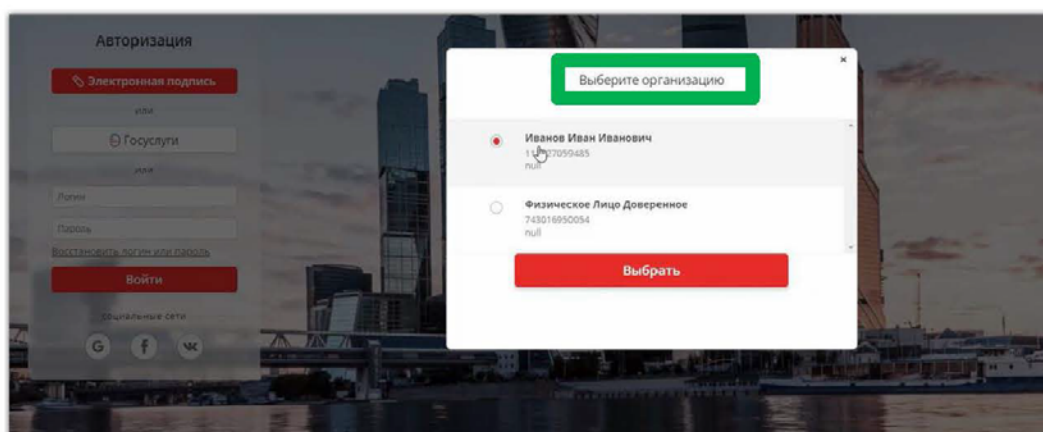 Авторизация
Электронная подпись
или
Госуслуги
или
Логин
Пароль
Восстановить логин или пароль
Войти
социальные сети
G f
Выберите организацию
×
Иванов Иван Иванович
27059485
null
Физическое Лицо Доверенное
743016950054
null
Выбрать